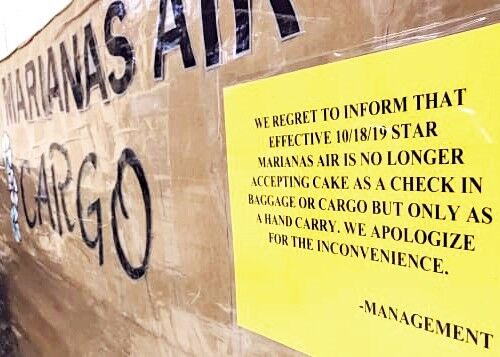 MARIANAS AIR
CARGO
WE REGRET TO INFORM THAT
EFFECTIVE 10/18/19 STAR
MARIANAS AIR IS NO LONGER
ACCEPTING CAKE AS A CHECK IN
BAGGAGE OR CARGO BUT ONLY AS
A HAND CARRY. WE APOLOGIZE
FOR THE INCONVENIENCE.
-MANAGEMENT